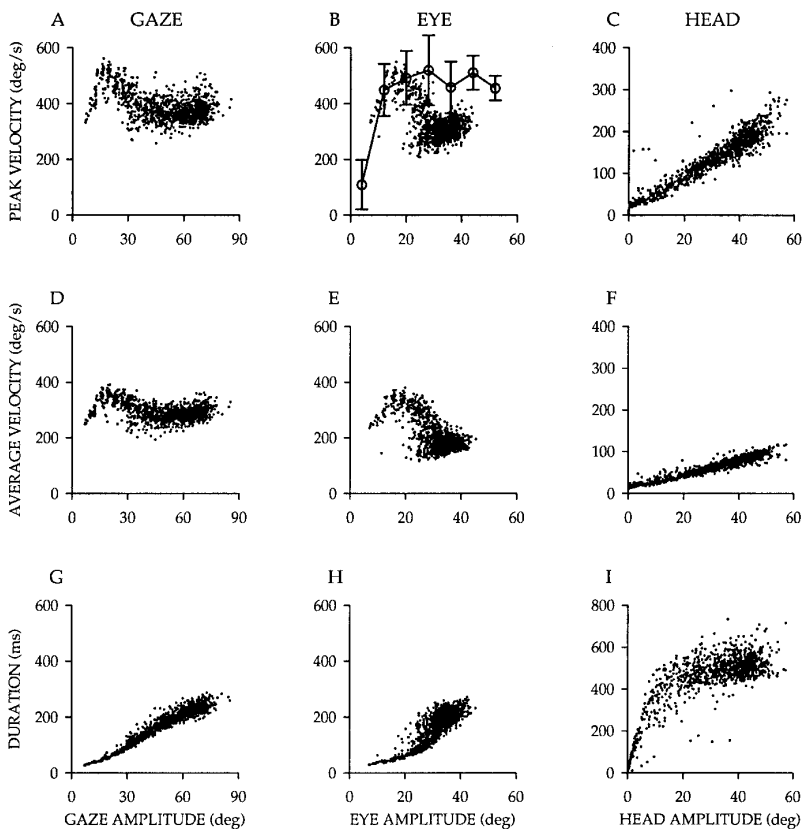 A GAZE B EYE C HEAD
PEAK VELOCITY (deg/s)
600
400
200
0
0 30 60 90
600
400
200
0
0 20 40 60
400
300
200
100
0
0 20 40 60
D E F
AVERAGE VELOCITY (deg/s)
600
400
200
0
0 30 60 90
600
400
200
0
0 20 40 60
400
300
200
100
0
0 20 40 60
G H I
DURATION (ms)
600
400
200
0
0 30 60 90
GAZE AMPLITUDE (deg)
600
400
200
0
0 20 40 60
EYE AMPLITUDE (deg)
800
600
400
200
0
0 20 40 60
HEAD AMPLITUDE (deg)